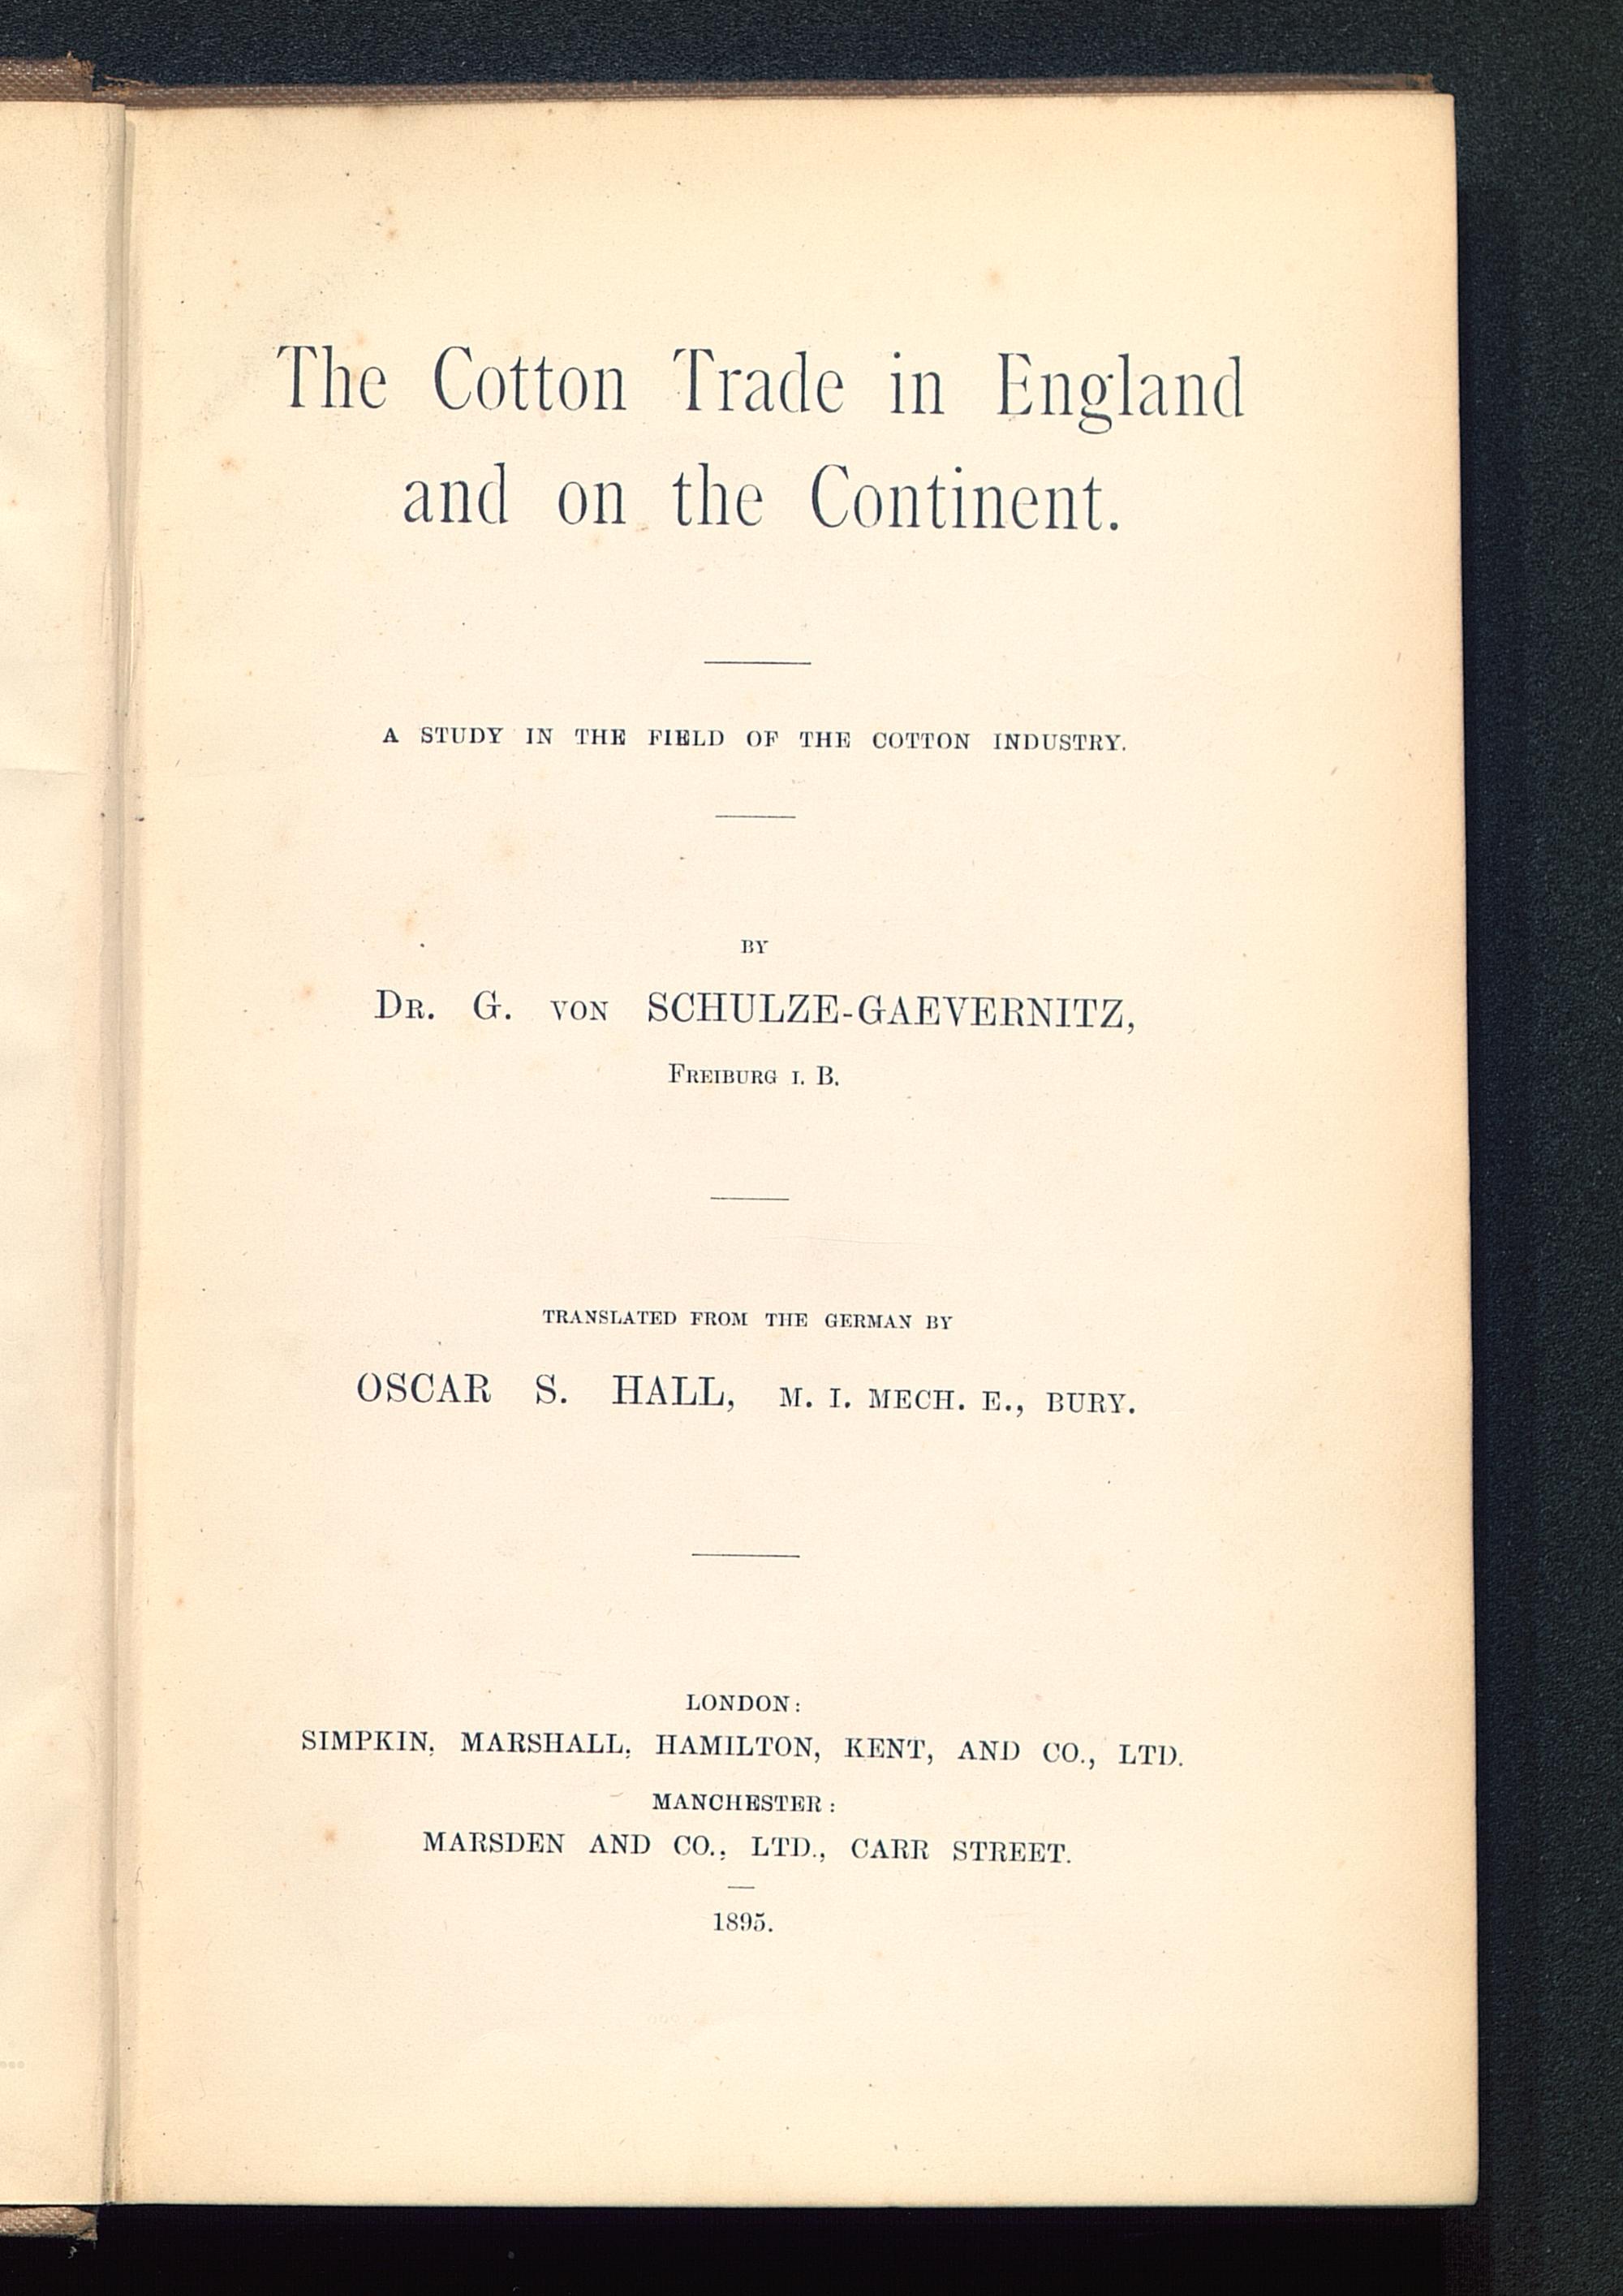 The Cotton Trade in England
and on the Continent.
A STUDY IN THE FIELD OF THE COTTON INDUSTRY.
BY
DR. G. VON SCHULZE-GAEVERNITZ,
FREIBURG I. B.
TRANSLATED FROM THE GERMAN BY
OSCAR S. HALL, M. I. MECH. E., BURY.
LONDON:
SIMPKIN, MARSHALL, HAMILTON, KENT, AND CO., LTD.
MANCHESTER:
MARSDEN AND CO., LTD., CARR STREET.
1895.